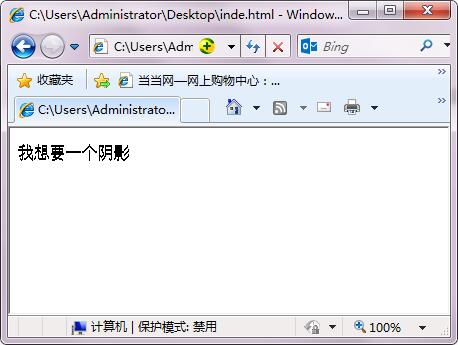 C:\Users\Administrator\Desktop\inde.html - Window...
C:\Users\Adm
Bing
收藏夹
当当网—网上购物中心：...
C:\Users\Administrato...
我想要一个阴影
计算机 | 保护模式: 禁用
100%